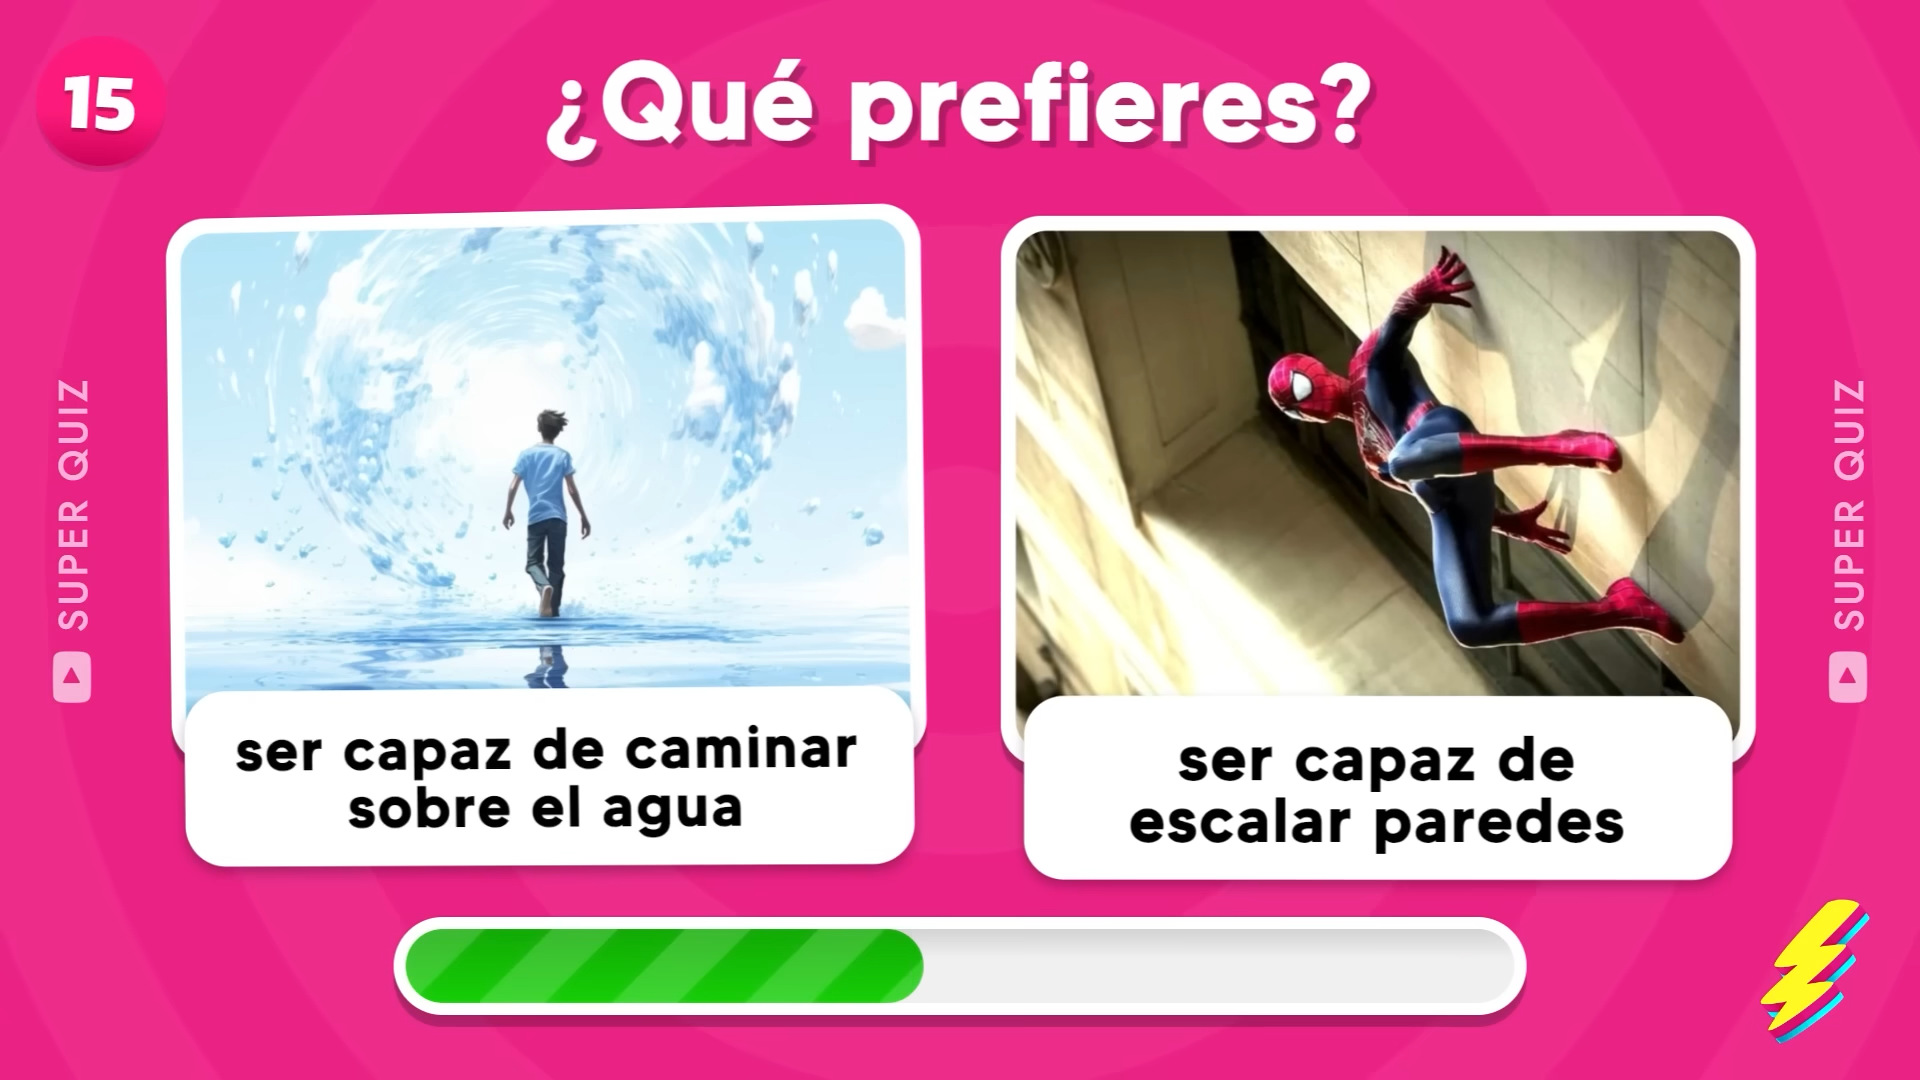 15
¿Qué prefieres?
SUPER QUIZ
ser capaz de caminar
sobre el agua
ser capaz de
escalar paredes
SUPER QUIZ